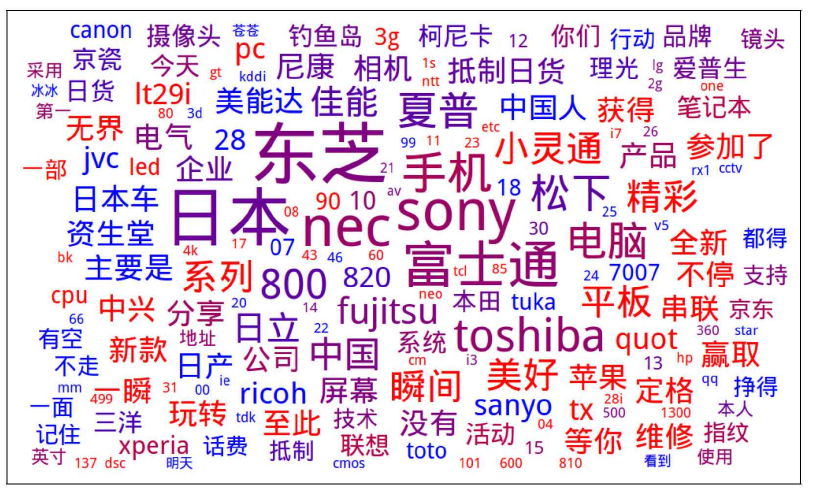 canon 摄像头 苍苍 钓鱼岛 3g 柯尼卡 12 你们 行动 品牌 镜头
采用 京瓷 今天 gt pc kddi 尼康 相机 1s ntt 抵制日货 理光 lg 2g 爱普生
冰冰 日货 lt29i 美能达 佳能 夏普 中国人 获得 one 笔记本
第一 无界 80 3d 电气 28 东芝 99 11 23 etc 小灵通 i7 26 参加了
一部 jvc led 企业 21 手机 18 松下 产品 rx1 cctv
日本车 日本 08 90 10 av sony 25 精彩
资生堂 4k 17 07 nec 30 电脑 v5 全新 都得
bk 主要是 系列 43 46 60 富士通 tcl 85 24 7007 不停 支持
cpu 中兴 分享 20 800 820 neo 本田 tuka 平板 串联 京东
66 有空 新款 地址 日立 14 22 fujitsu 系统 toshiba quot 360 star
不走 日产 公司 中国 cm i3 美好 苹果 13 hp 赢取
mm 499 一瞬 31 00 ie ricoh 屏幕 瞬间 sanyo 28i 定格 qq 挣得
一面 三洋 玩转 tdk 至此 技术 没有 tx 500 1300 本人
记住 xperia 话费 抵制 联想 toto 活动 04 15 等你 维修 指纹
英寸 137 dsc 明天 cmos 101 600 810 看到 使用